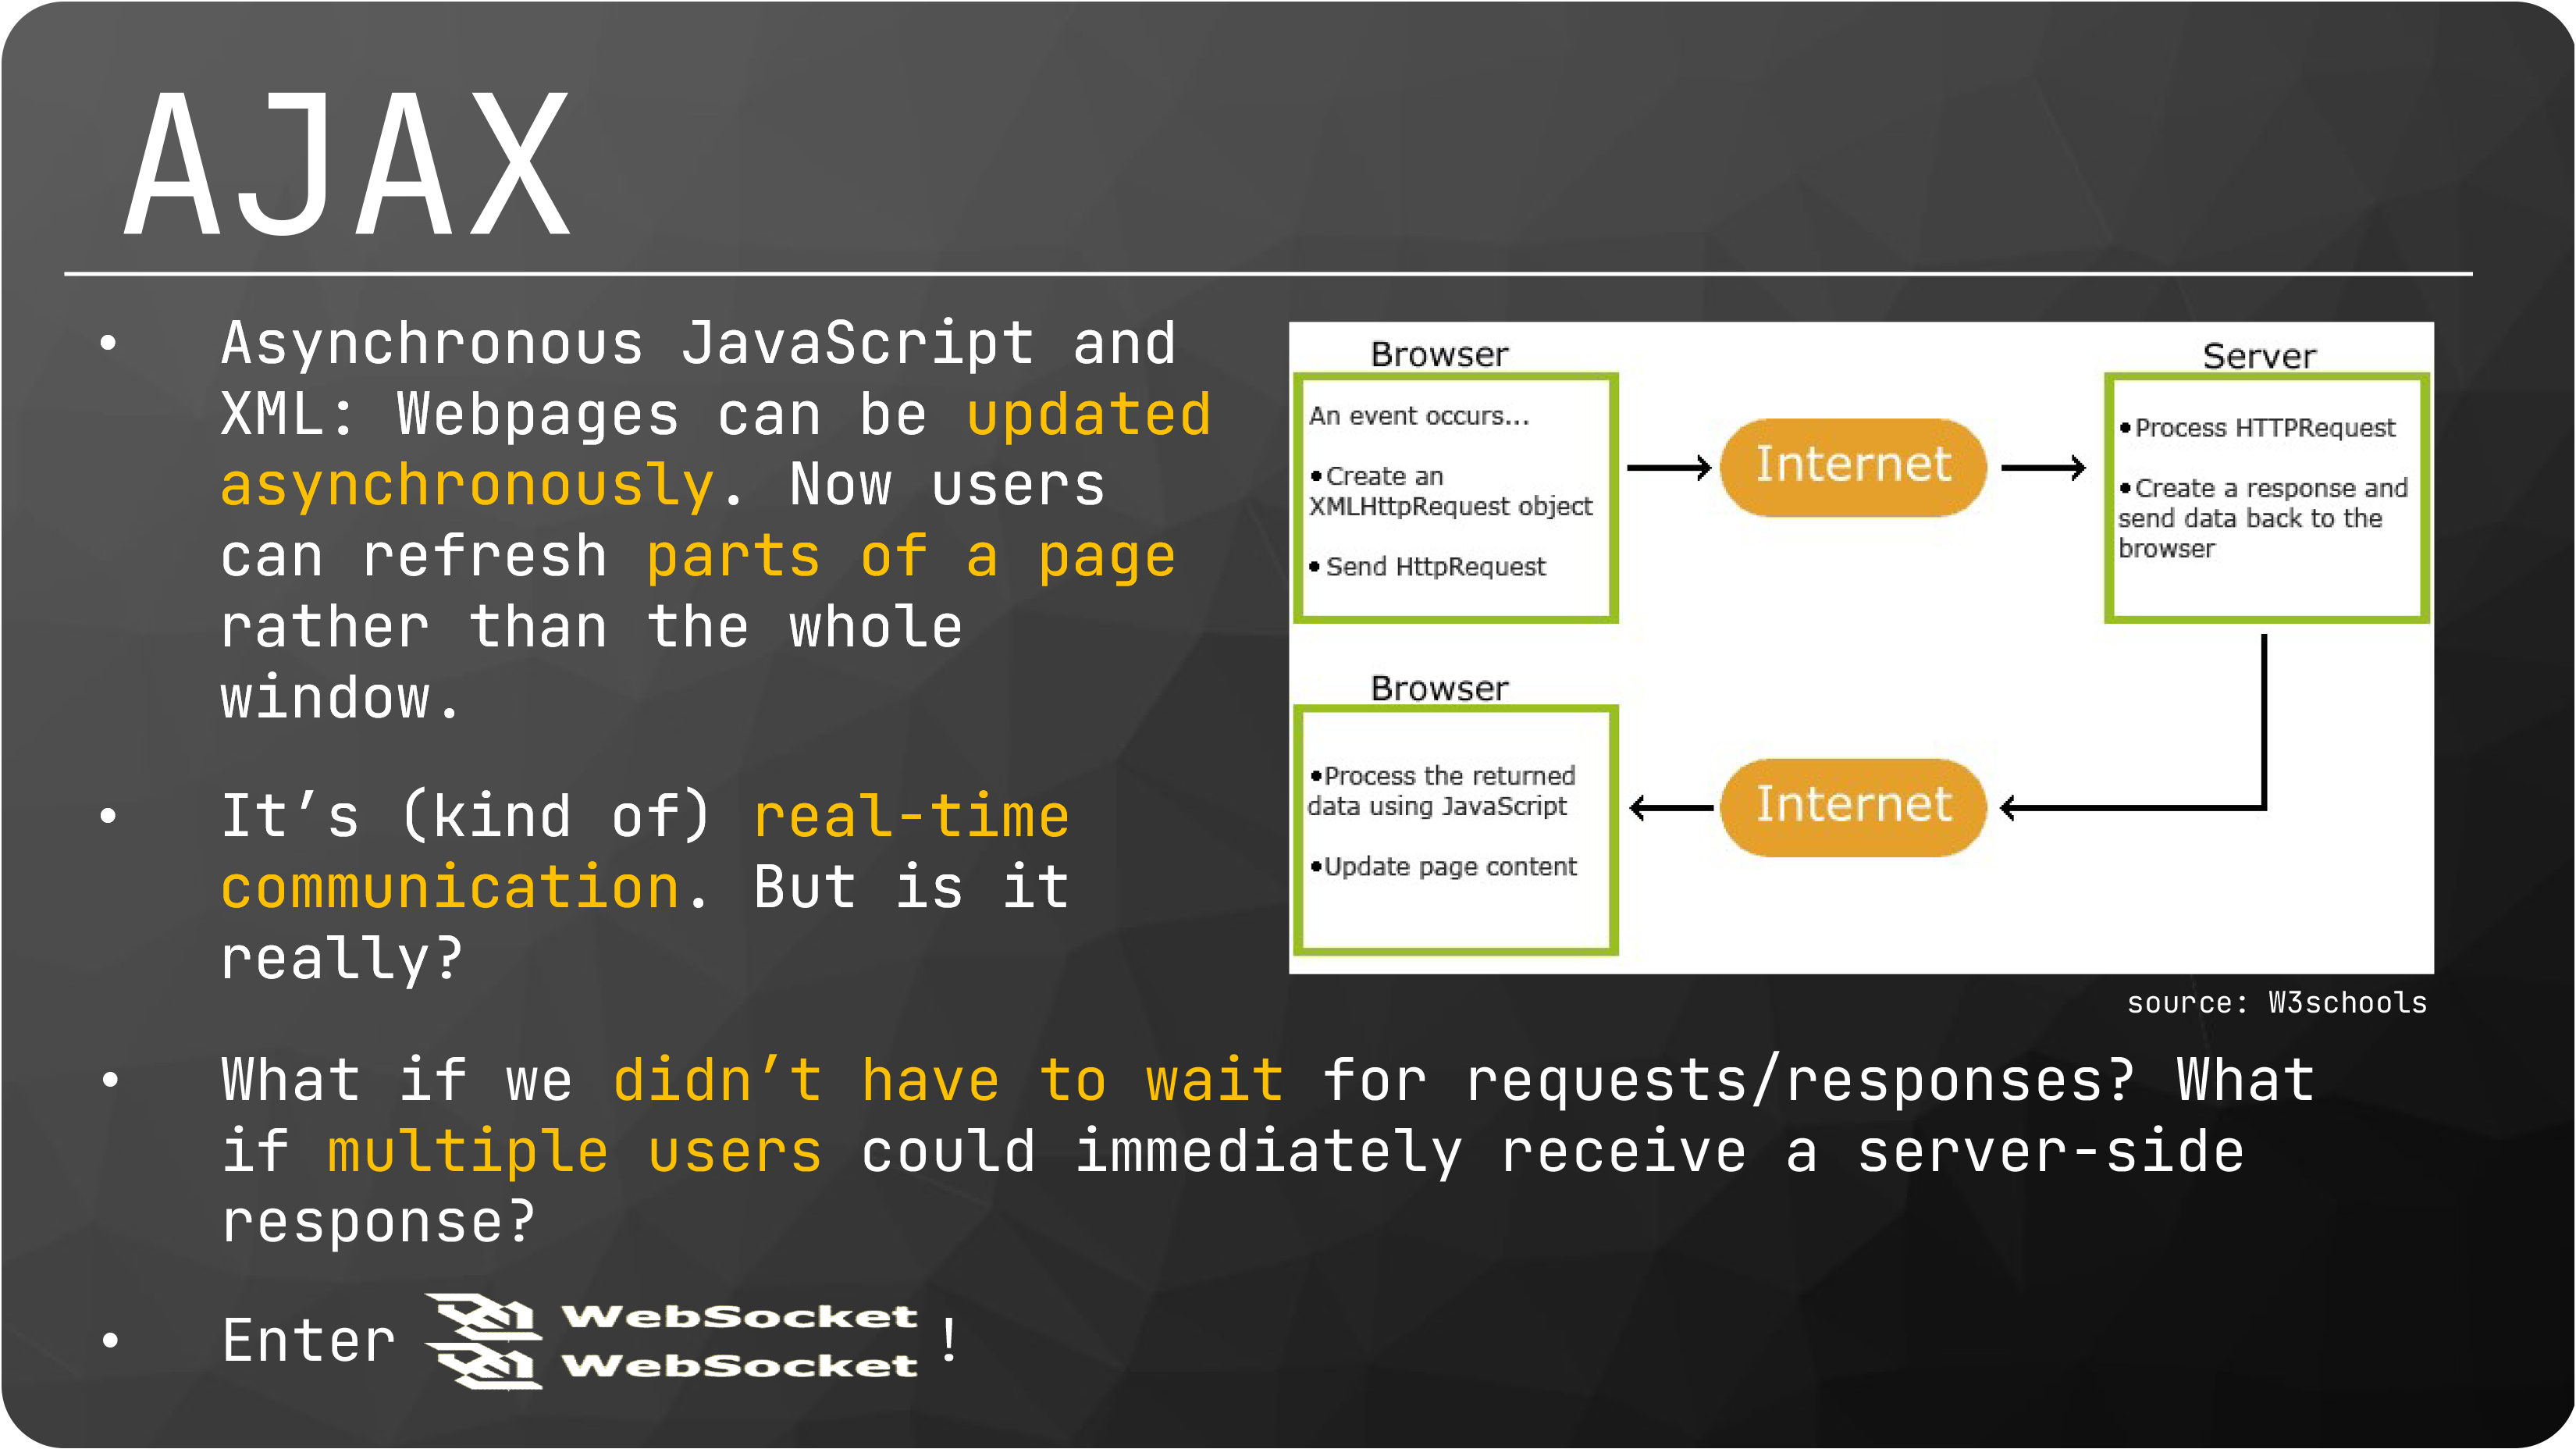 AJAX
• Asynchronous JavaScript and
XML: Webpages can be updated
asynchronously. Now users
can refresh parts of a page
rather than the whole
window.
• It’s (kind of) real-time
communication. But is it
really?
Browser
An event occurs...
•Create an
XMLHttpRequest object
• Send HttpRequest
Internet
Server
•Process HTTPRequest
•Create a response and
send data back to the
browser
Browser
•Process the returned
data using JavaScript
•Update page content
Internet
source: W3schools
• What if we didn’t have to wait for requests/responses? What
if multiple users could immediately receive a server-side
response?
• Enter WebSocket !
WebSocket